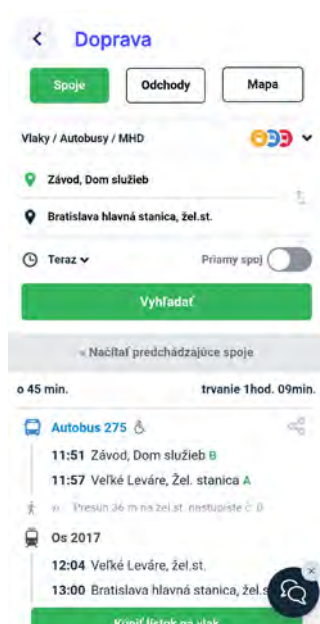 Doprava
Spoje Odchody Mapa
Vlaky / Autobusy / MHD
Závod, Dom služieb
Bratislava hlavná stanica, žel.st.
Teraz Priamy spoj
Vyhľadať
« Načítať predchádzajúce spoje
o 45 min. trvanie 1hod. 09min.
Autobus 275
11:51 Závod, Dom služieb B
11:57 Veľké Leváre, Žel. stanica A
Presun 36 m na žel.st. nástupište č. 0
Os 2017
12:04 Veľké Leváre, žel.st.
13:00 Bratislava hlavná stanica, žel.s
Kúpiť lístok na vlak